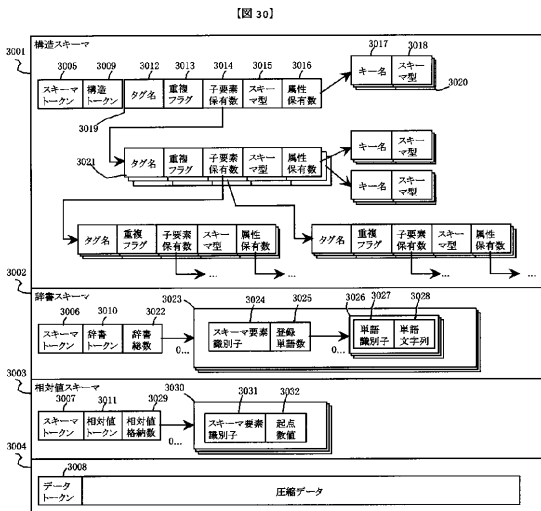 【図 30】
3001
構造スキーマ
3005 3009 3012 3013 3014 3015 3016 3017 3018
スキーマトークン 構造トークン タグ名 重複フラグ 子要素保有数 スキーマ型 属性保有数 キー名 スキーマ型
3019 3020
3021
タグ名 重複フラグ 子要素保有数 スキーマ型 属性保有数 キー名 スキーマ型
キー名 スキーマ型
タグ名 重複フラグ 子要素保有数 スキーマ型 属性保有数 タグ名 重複フラグ 子要素保有数 スキーマ型 属性保有数
... ... ... ...
3002
辞書スキーマ
3006 3010 3022 3023 3024 3025 3026 3027 3028
スキーマトークン 辞書トークン 辞書総数 0... スキーマ要素識別子 登録単語数 0... 単語識別子 単語文字列
3003
相対値スキーマ
3007 3011 3029 3030 3031 3032
スキーマトークン 相対値トークン 相対値格納数 0... スキーマ要素識別子 起点数値
3004
3008
データトークン 圧縮データ